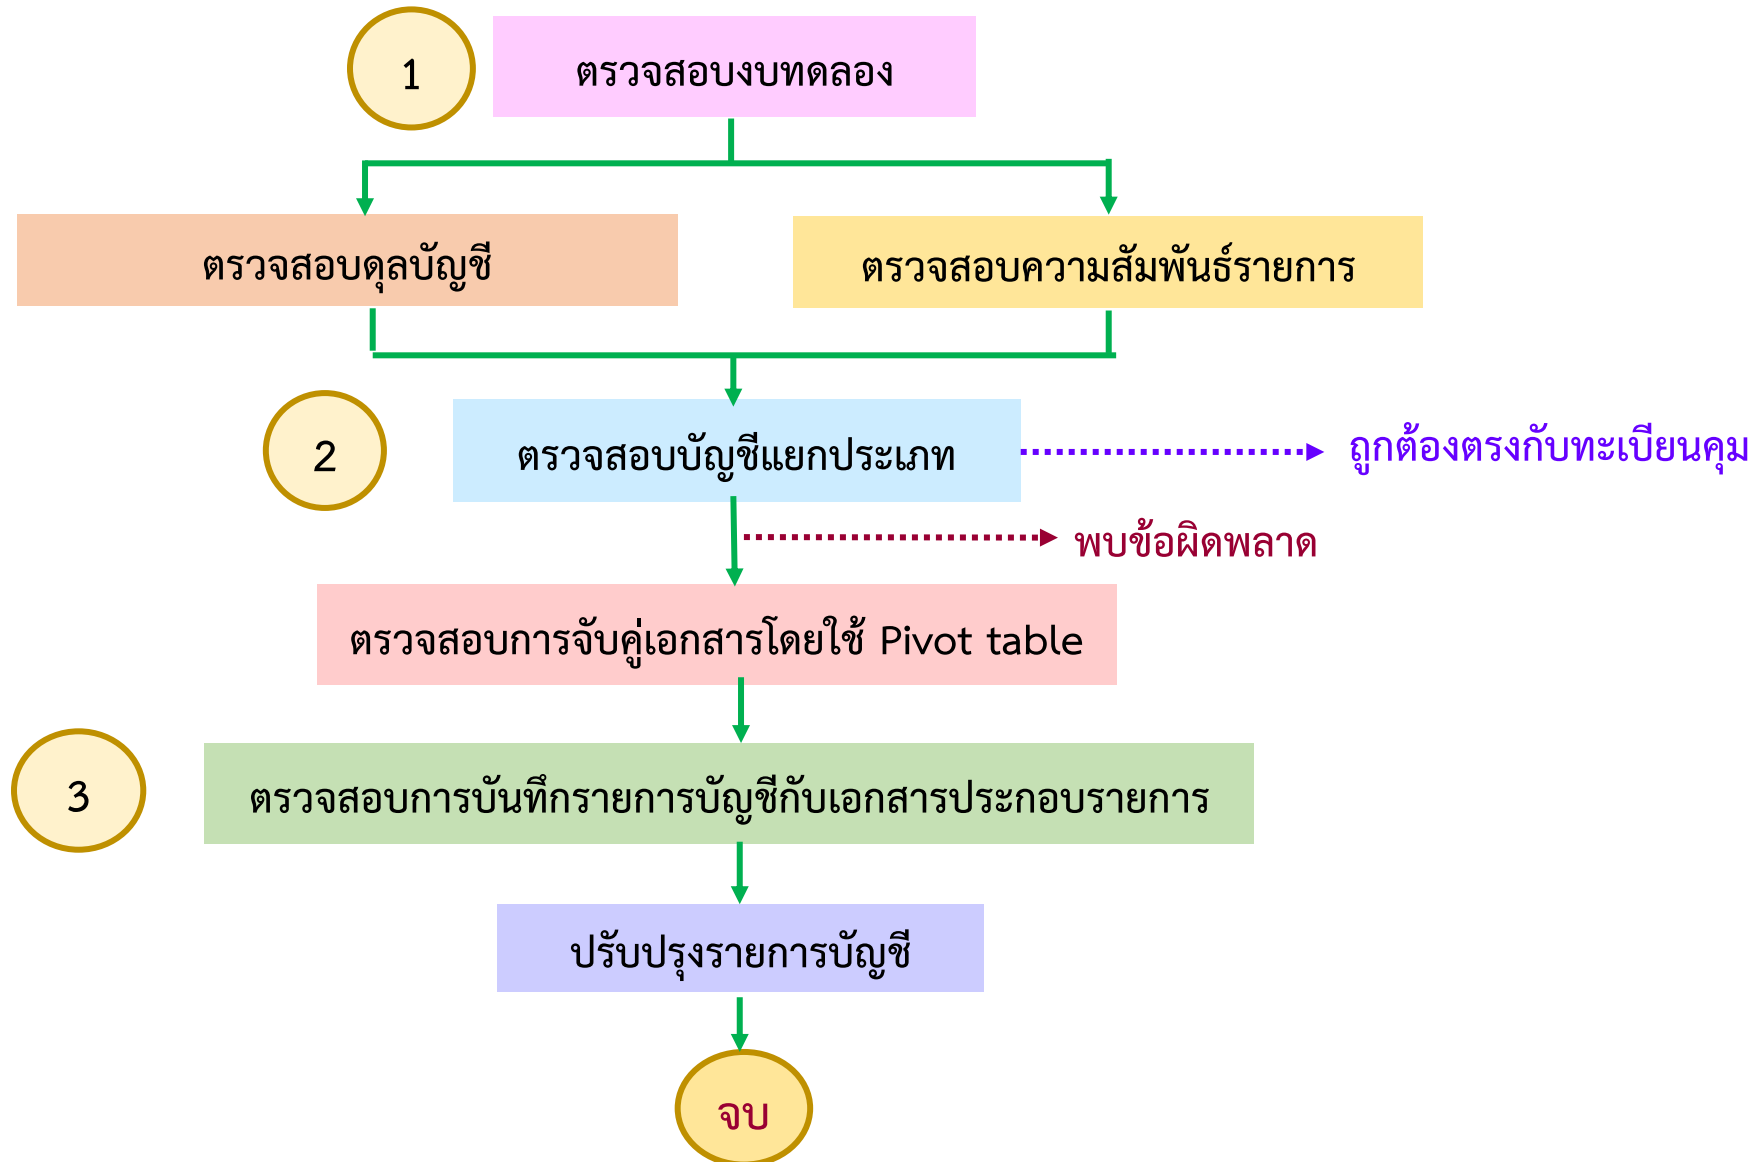 1
ตรวจสอบงบทดลอง
ตรวจสอบดุลบัญชี
ตรวจสอบความสัมพันธ์รายการ
2
ตรวจสอบบัญชีแยกประเภท
ถูกต้องตรงกับทะเบียนคุม
พบข้อผิดพลาด
ตรวจสอบการจับคู่เอกสารโดยใช้ Pivot table
3
ตรวจสอบการบันทึกรายการบัญชีกับเอกสารประกอบรายการ
ปรับปรุงรายการบัญชี
จบ